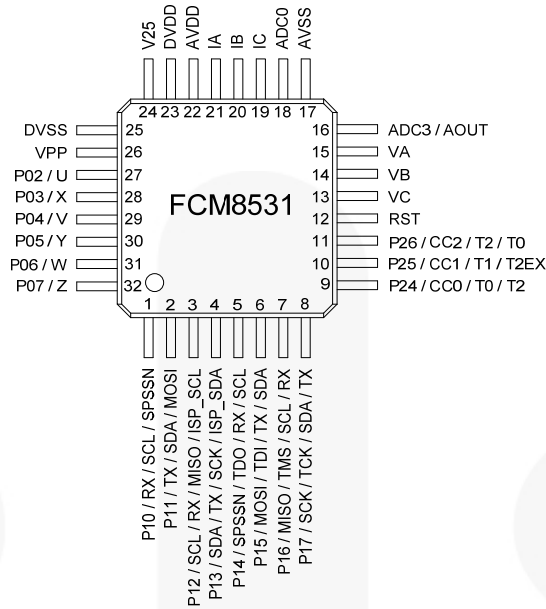 V25
DVDD
AVDD
IA
IB
IC
ADC0
AVSS
24 23 22 21 20 19 18 17
DVSS 25
VPP 26
P02 / U 27
P03 / X 28
P04 / V 29
P05 / Y 30
P06 / W 31
P07 / Z 32
FCM8531
16 ADC3 / AOUT
15 VA
14 VB
13 VC
12 RST
11 P26 / CC2 / T2 / T0
10 P25 / CC1 / T1 / T2EX
9 P24 / CC0 / T0 / T2
1 2 3 4 5 6 7 8
P10 / RX / SCL / SPSSN
P11 / TX / SDA / MOSI
P12 / SCL / RX / MISO / ISP_SCL
P13 / SDA / TX / SCK / ISP_SDA
P14 / SPSSN / TDO / RX / SCL
P15 / MOSI / TDI / TX / SDA
P16 / MISO / TMS / SCL / RX
P17 / SCK / TCK / SDA / TX